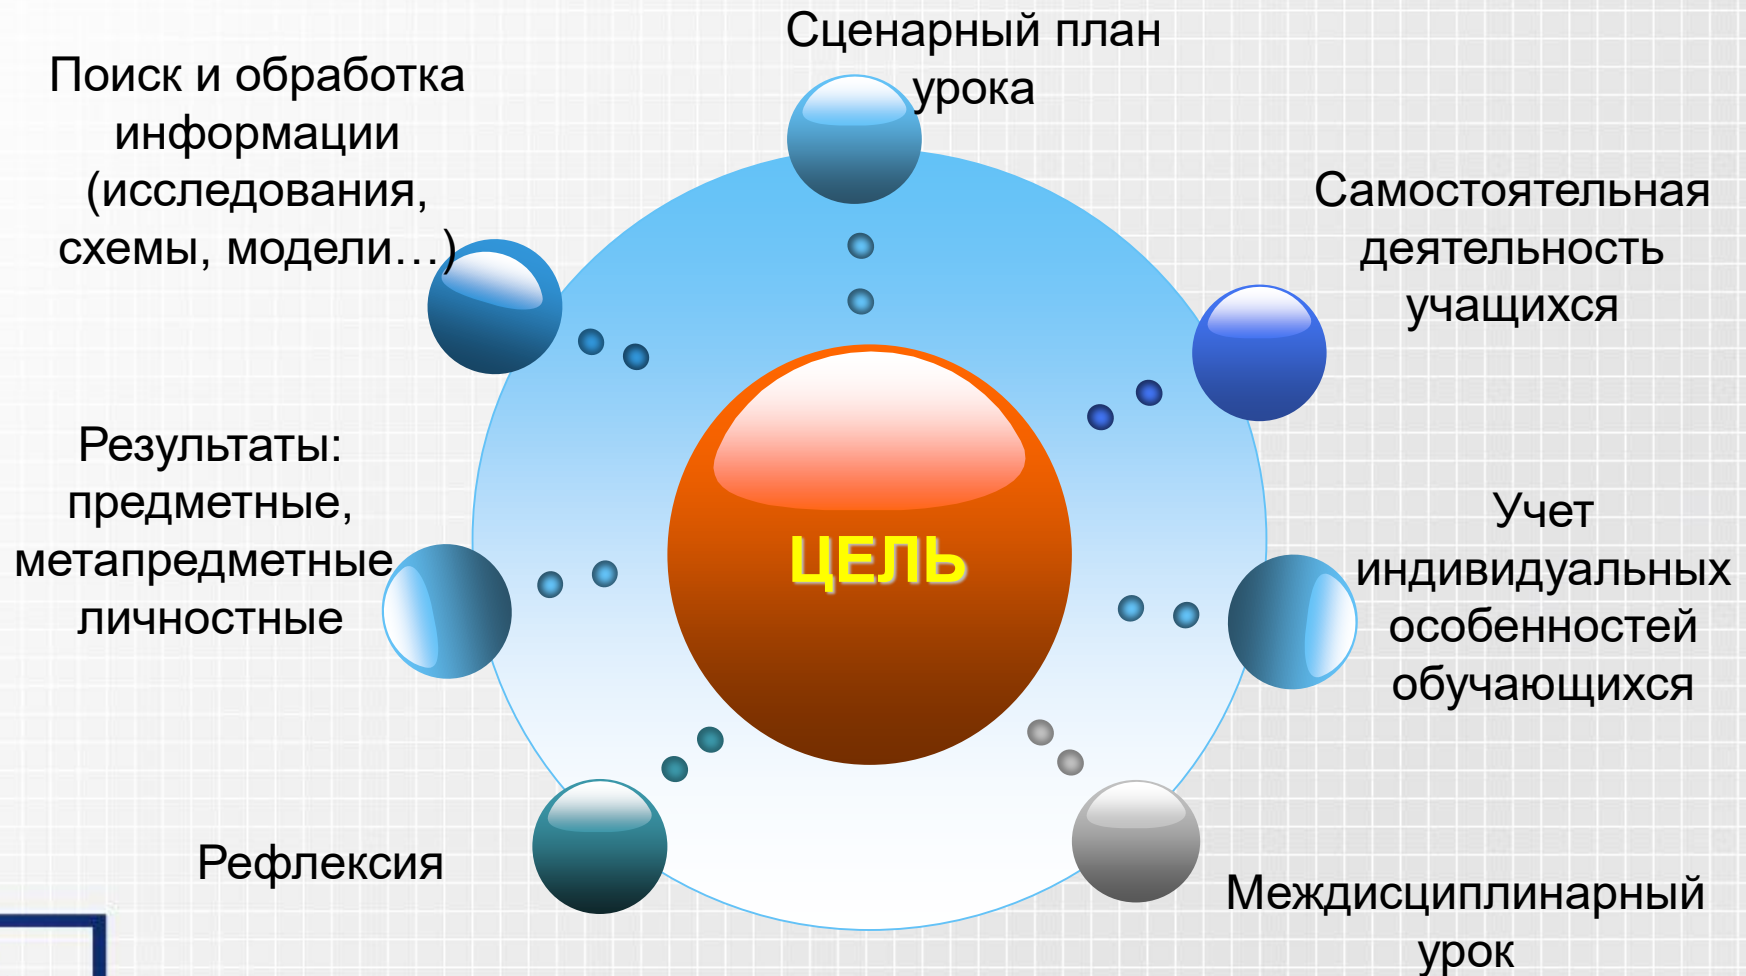 Сценарный план
урока
Поиск и обработка
информации
(исследования,
схемы, модели…)
Самостоятельная
деятельность
учащихся
Результаты:
предметные,
метапредметные
личностные
ЦЕЛЬ
Учет
индивидуальных
особенностей
обучающихся
Рефлексия
Междисциплинарный
урок